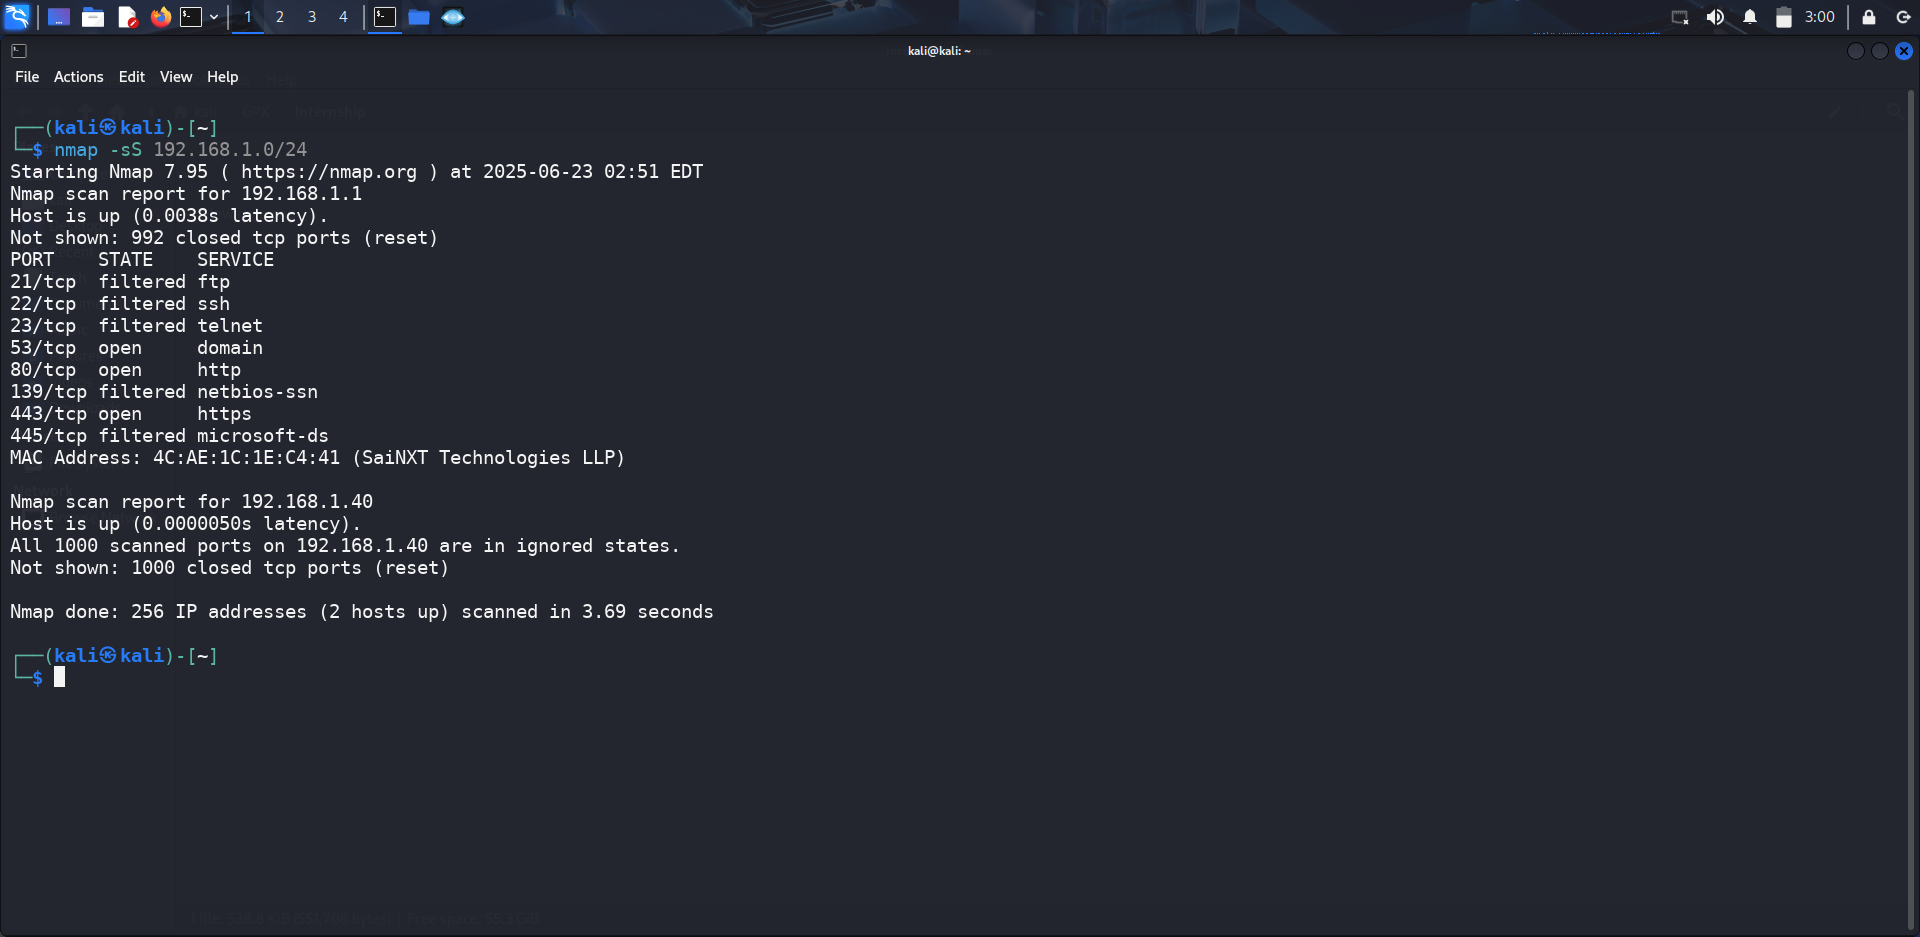 1 2 3 4
3:00
kali@kali: ~
File Actions Edit View Help
GPX Internship
┌──(kali㉿kali)-[~]
└─$ nmap -sS 192.168.1.0/24
Starting Nmap 7.95 ( https://nmap.org ) at 2025-06-23 02:51 EDT
Nmap scan report for 192.168.1.1
Host is up (0.0038s latency).
Not shown: 992 closed tcp ports (reset)
PORT    STATE    SERVICE
21/tcp  filtered ftp
22/tcp  filtered ssh
23/tcp  filtered telnet
53/tcp  open     domain
80/tcp  open     http
139/tcp filtered netbios-ssn
443/tcp open     https
445/tcp filtered microsoft-ds
MAC Address: 4C:AE:1C:1E:C4:41 (SaiNXT Technologies LLP)
Nmap scan report for 192.168.1.40
Host is up (0.0000050s latency).
All 1000 scanned ports on 192.168.1.40 are in ignored states.
Not shown: 1000 closed tcp ports (reset)
Nmap done: 256 IP addresses (2 hosts up) scanned in 3.69 seconds
┌──(kali㉿kali)-[~]
└─$